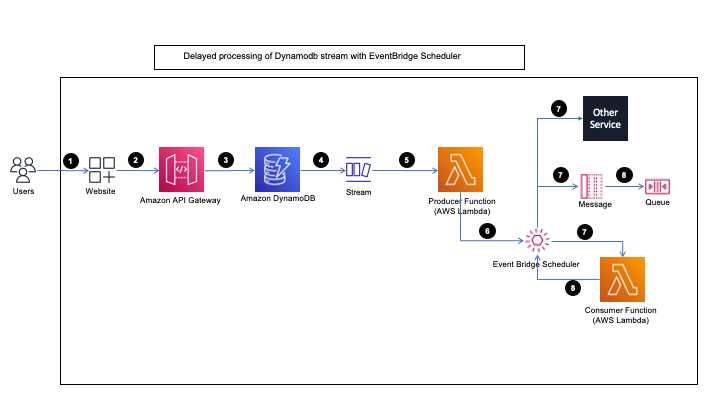 Delayed processing of Dynamodb stream with EventBridge Scheduler
1
2
3
4
5
7
Other
Service
Users
Website
Amazon API Gateway
Amazon DynamoDB
Stream
Producer Function
(AWS Lambda)
7
8
Message
Queue
6
7
Event Bridge Scheduler
8
Consumer Function
(AWS Lambda)